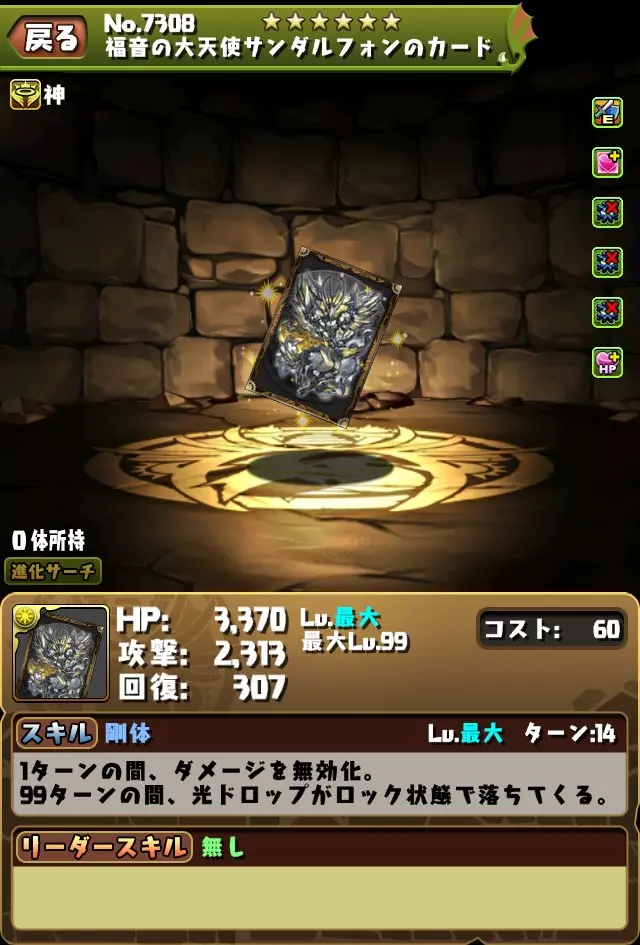 戻る
No.7308
福音の大天使サンダルフォンのカード
神
E
HP
0体所持
進化サーチ
HP: 3,370 Lv.最大
攻撃: 2,313 最大Lv.99
回復: 307
コスト: 60
スキル 剛体 Lv.最大 ターン:14
1ターンの間、ダメージを無効化。
99ターンの間、光ドロップがロック状態で落ちてくる。
リーダースキル 無し